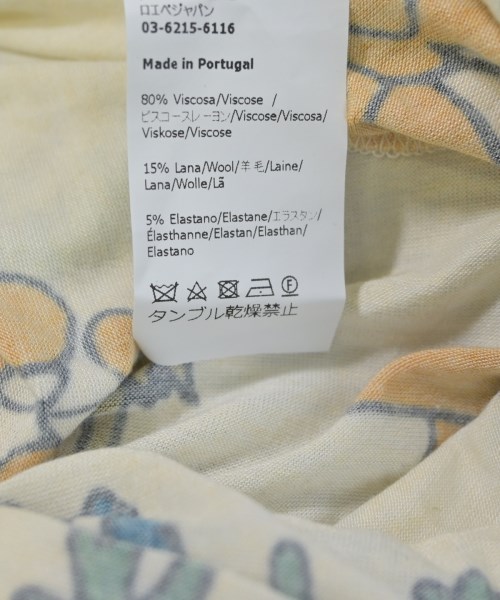 ロエベジャパン
03-6215-6116
Made in Portugal
80% Viscosa/Viscose /
ビスコースレーヨン/Viscose/Viscosa/
Viskose/Viscose
15% Lana/Wool/羊毛/Laine/
Lana/Wolle/Lã
5% Elastano/Elastane/エラスタン/
Élasthanne/Elastan/Elasthan/
Elastano
F
タンブル乾燥禁止